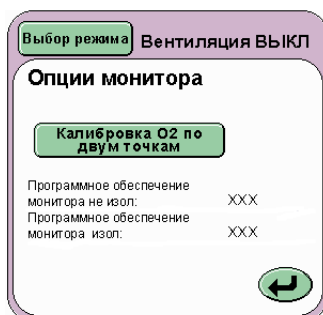 Выбор режима Вентиляция ВЫКЛ
Опции монитора
Калибровка O2 по
двум точкам
Программное обеспечение
монитора не изол: XXX
Программное обеспечение
монитора изол: XXX